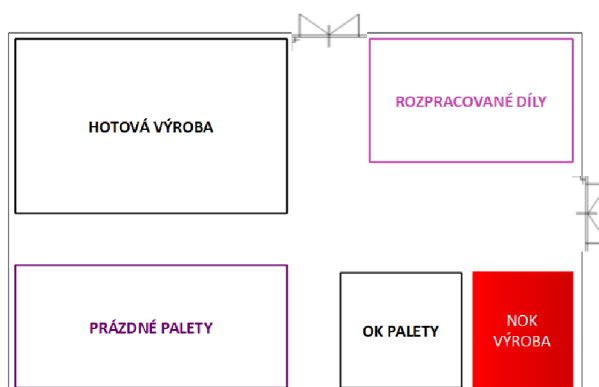 HOTOVÁ VÝROBA
ROZPRACOVANÉ DÍLY
PRÁZDNÉ PALETY
OK PALETY
NOK
VÝROBA